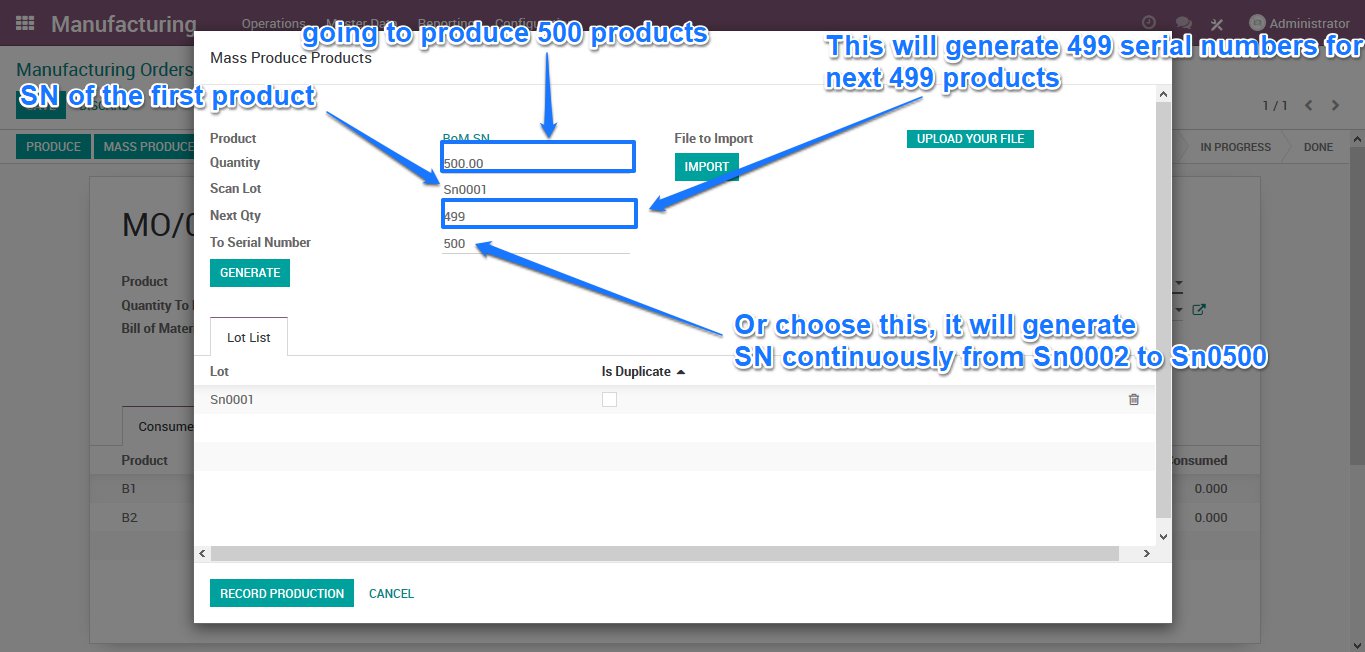 Manufacturing
Operations Master Data Reporting
Administrator
going to produce 500 products
This will generate 499 serial numbers for
next 499 products
Mass Produce Products
Manufacturing Orders
SN of the first product
1 / 1
PRODUCE
MASS PRODUCE
IN PROGRESS
DONE
Product
BoM SN
File to Import
UPLOAD YOUR FILE
Quantity
500.00
IMPORT
Scan Lot
Sn0001
Next Qty
499
To Serial Number
500
GENERATE
MO/0
Product
Quantity To
Bill of Mater
Or choose this, it will generate
SN continuously from Sn0002 to Sn0500
Lot List
Lot
Is Duplicate
Sn0001
Consume
Product
onsumed
B1
0.000
B2
0.000
RECORD PRODUCTION
CANCEL